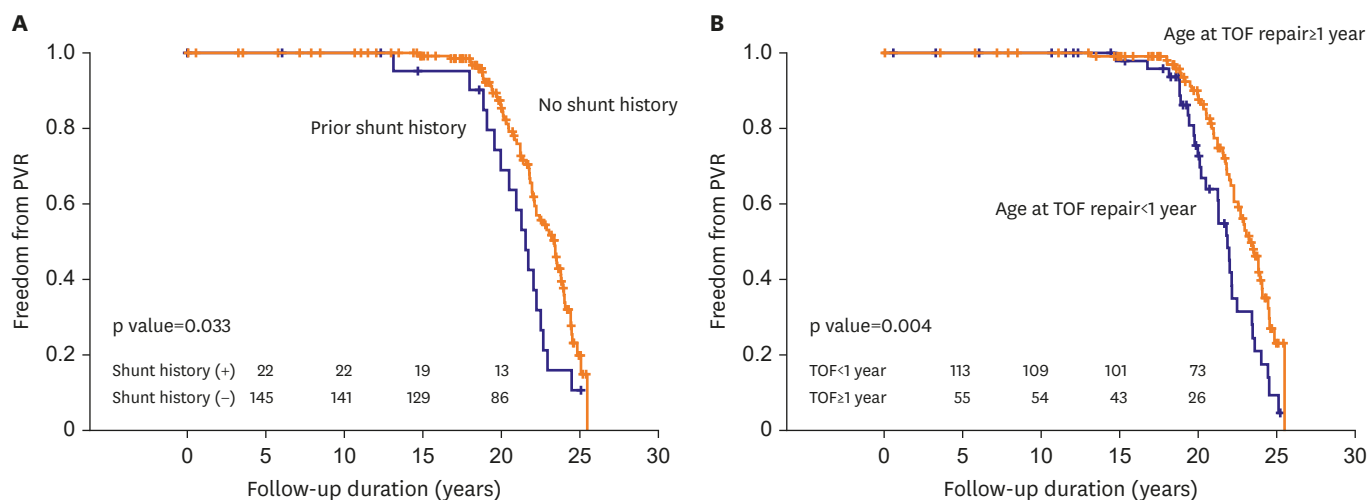 A
Freedom from PVR
1.0
0.8
0.6
0.4
0.2
0
No shunt history
Prior shunt history
p value=0.033
Shunt history (+) 22 22 19 13
Shunt history (−) 145 141 129 86
0 5 10 15 20 25 30
Follow-up duration (years)
B
Freedom from PVR
1.0
0.8
0.6
0.4
0.2
0
Age at TOF repair≥1 year
Age at TOF repair<1 year
p value=0.004
TOF<1 year 113 109 101 73
TOF≥1 year 55 54 43 26
0 5 10 15 20 25 30
Follow-up duration (years)